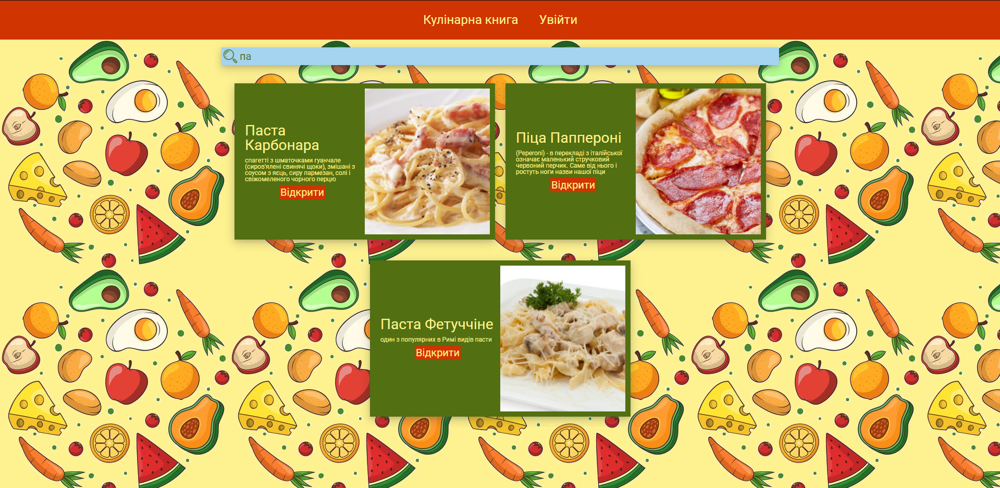 Кулінарна книга Увійти
па
Паста
Карбонара
спагетті з шматочками гуанчале
(сиров'ялені свинячі щоки), змішані з
соусом з яєць, сиру пармезан, солі і
свіжомеленого чорного перцю
Відкрити
Піца Паппероні
(Peperoni) - в перекладі з італійської
означає маленький стручковий
червоний перчик. Саме від нього і
ростуть ноги назви нашої піци
Відкрити
Паста Фетуччіне
один з популярних в Римі видів пасти
Відкрити